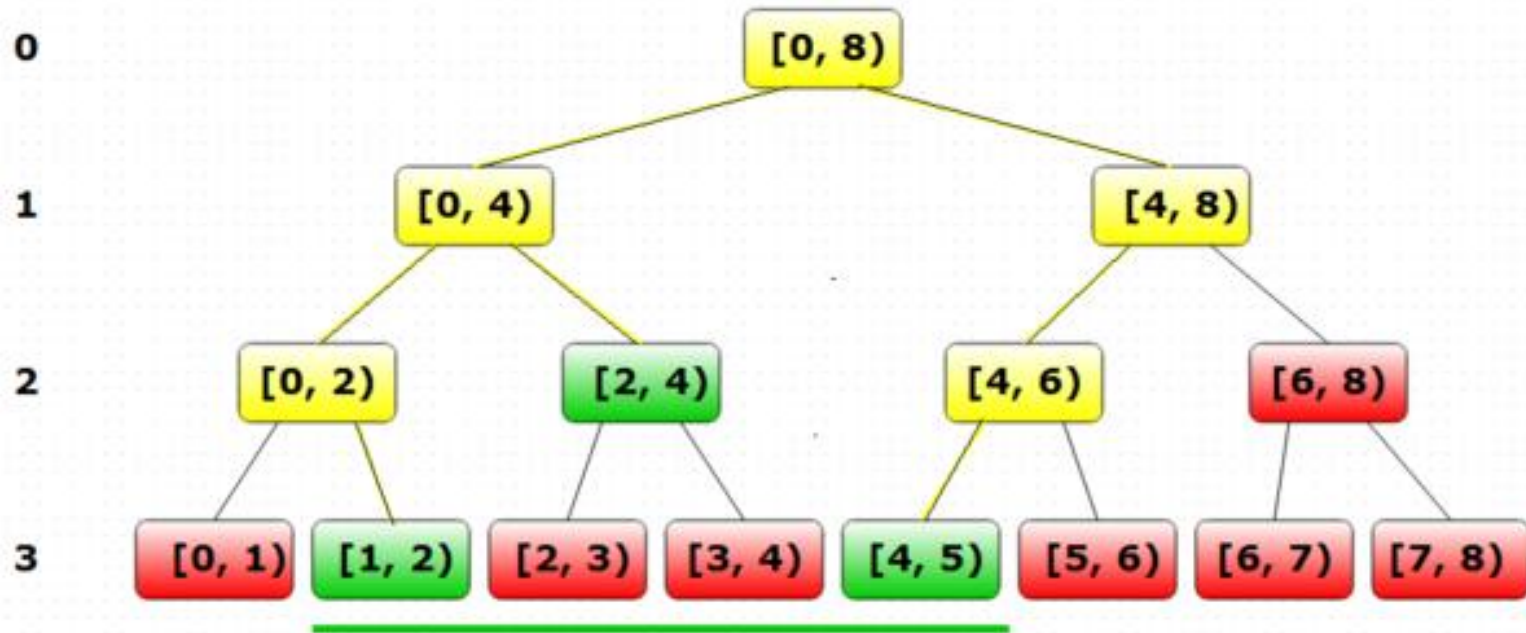 0 [0, 8)
1 [0, 4) [4, 8)
2 [0, 2) [2, 4) [4, 6) [6, 8)
3 [0, 1) [1, 2) [2, 3) [3, 4) [4, 5) [5, 6) [6, 7) [7, 8)